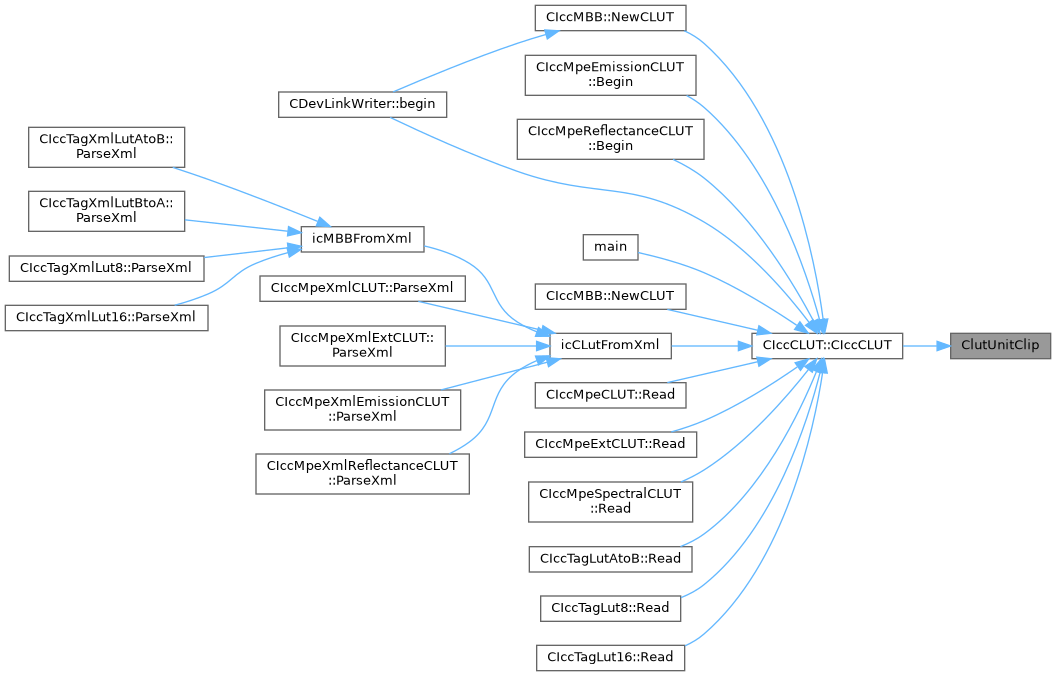 CIccMBB::NewCLUT
CIccMpeEmissionCLUT
::Begin
CDevLinkWriter::begin
CIccMpeReflectanceCLUT
::Begin
CIccTagXmlLutAtoB::
ParseXml
CIccTagXmlLutBtoA::
ParseXml
icMBBFromXml
main
CIccTagXmlLut8::ParseXml
CIccMpeXmlCLUT::ParseXml
CIccMBB::NewCLUT
CIccTagXmlLut16::ParseXml
CIccMpeXmlExtCLUT::
ParseXml
icCLutFromXml
CIccCLUT::CIccCLUT
ClutUnitClip
CIccMpeCLUT::Read
CIccMpeXmlEmissionCLUT
::ParseXml
CIccMpeExtCLUT::Read
CIccMpeXmlReflectanceCLUT
::ParseXml
CIccMpeSpectralCLUT
::Read
CIccTagLutAtoB::Read
CIccTagLut8::Read
CIccTagLut16::Read